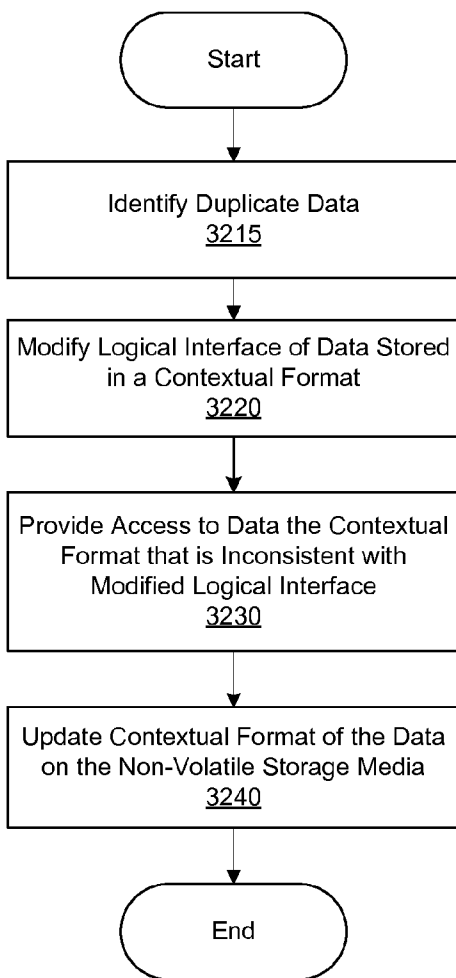 Start
Identify Duplicate Data
3215
Modify Logical Interface of Data Stored
in a Contextual Format
3220
Provide Access to Data the Contextual
Format that is Inconsistent with
Modified Logical Interface
3230
Update Contextual Format of the Data
on the Non-Volatile Storage Media
3240
End